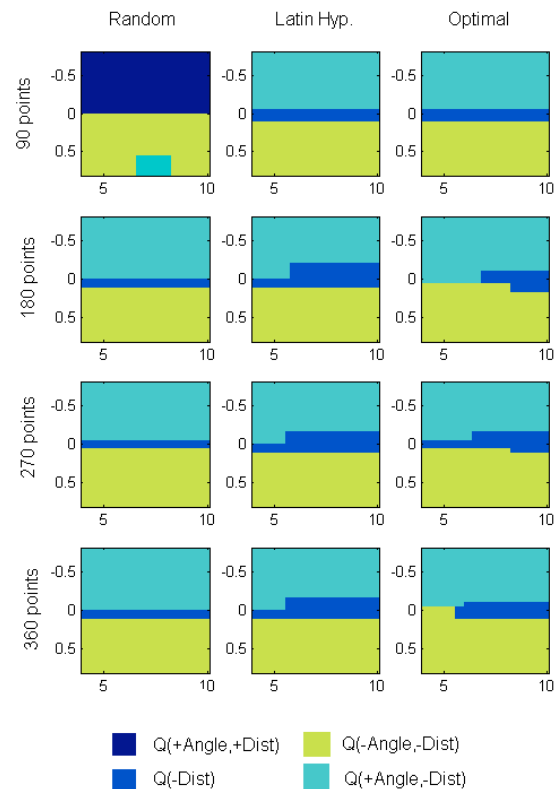 Random Latin Hyp. Optimal
90 points
-0.5 -0.5 -0.5
0 0 0
0.5 0.5 0.5
5 10 5 10 5 10
180 points
-0.5 -0.5 -0.5
0 0 0
0.5 0.5 0.5
5 10 5 10 5 10
270 points
-0.5 -0.5 -0.5
0 0 0
0.5 0.5 0.5
5 10 5 10 5 10
360 points
-0.5 -0.5 -0.5
0 0 0
0.5 0.5 0.5
5 10 5 10 5 10
Q(+Angle,+Dist) Q(-Angle,-Dist)
Q(-Dist) Q(+Angle,-Dist)